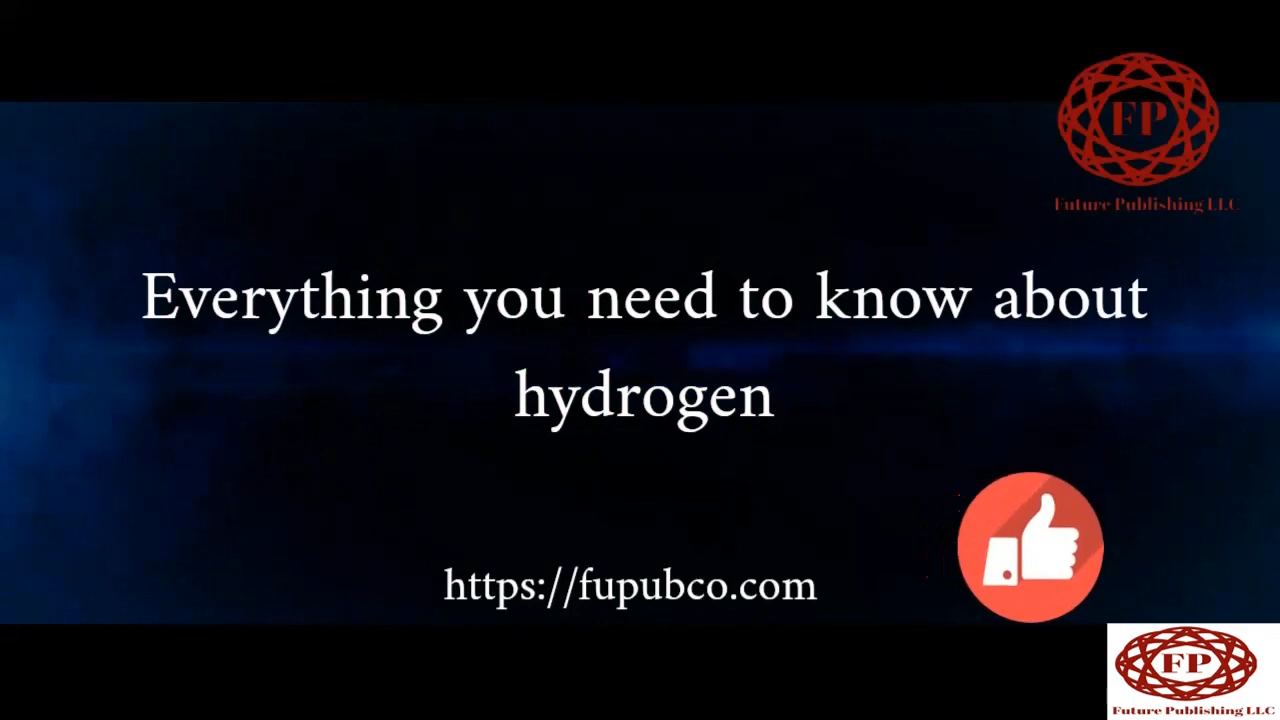 FP
Future Publishing LLC
Everything you need to know about
hydrogen
https://fupubco.com
FP
Future Publishing LLC